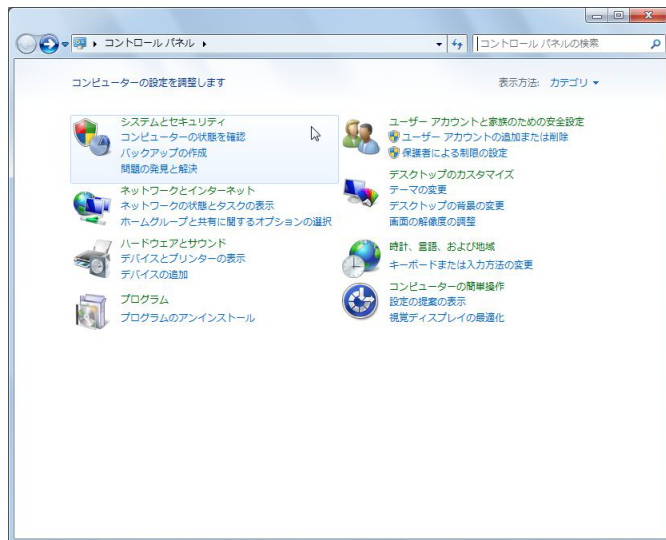 コントロール パネル
コントロール パネルの検索
コンピューターの設定を調整します
表示方法: カテゴリ
システムとセキュリティ
コンピューターの状態を確認
バックアップの作成
問題の発見と解決
ネットワークとインターネット
ネットワークの状態とタスクの表示
ホームグループと共有に関するオプションの選択
ハードウェアとサウンド
デバイスとプリンターの表示
デバイスの追加
プログラム
プログラムのアンインストール
ユーザー アカウントと家族のための安全設定
ユーザー アカウントの追加または削除
保護者による制限の設定
デスクトップのカスタマイズ
テーマの変更
デスクトップの背景の変更
画面の解像度の調整
時計、言語、および地域
キーボードまたは入力方法の変更
コンピューターの簡単操作
設定の提案の表示
視覚ディスプレイの最適化